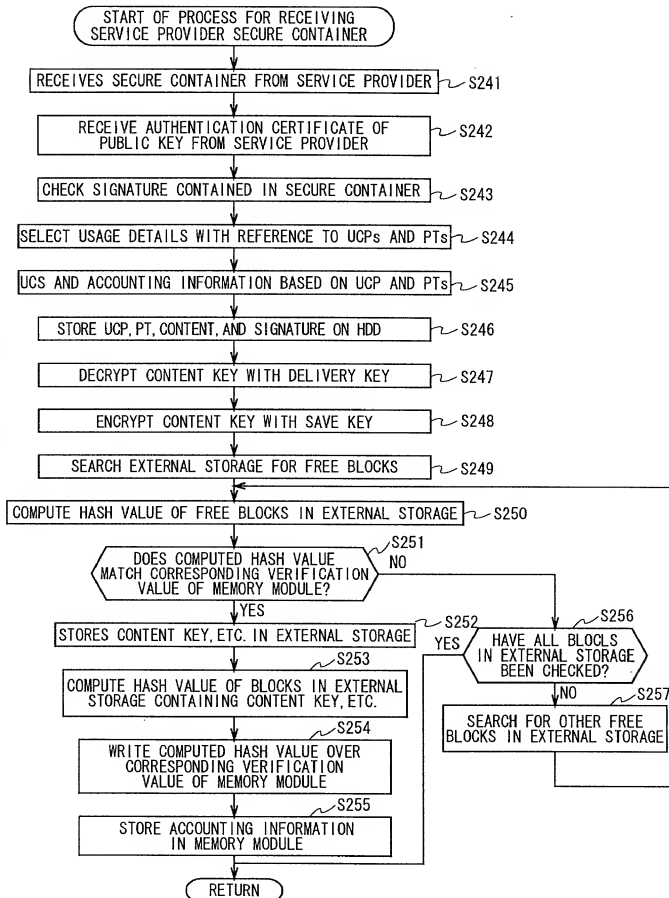 START OF PROCESS FOR RECEIVING
SERVICE PROVIDER SECURE CONTAINER
RECEIVES SECURE CONTAINER FROM SERVICE PROVIDER
S241
RECEIVE AUTHENTICATION CERTIFICATE OF
PUBLIC KEY FROM SERVICE PROVIDER
S242
CHECK SIGNATURE CONTAINED IN SECURE CONTAINER
S243
SELECT USAGE DETAILS WITH REFERENCE TO UCPs AND PTs
S244
UCS AND ACCOUNTING INFORMATION BASED ON UCP AND PTs
S245
STORE UCP, PT, CONTENT, AND SIGNATURE ON HDD
S246
DECRYPT CONTENT KEY WITH DELIVERY KEY
S247
ENCRYPT CONTENT KEY WITH SAVE KEY
S248
SEARCH EXTERNAL STORAGE FOR FREE BLOCKS
S249
COMPUTE HASH VALUE OF FREE BLOCKS IN EXTERNAL STORAGE
S250
S251
DOES COMPUTED HASH VALUE
MATCH CORRESPONDING VERIFICATION
VALUE OF MEMORY MODULE?
NO
YES
S252
STORES CONTENT KEY, ETC. IN EXTERNAL STORAGE
S253
COMPUTE HASH VALUE OF BLOCKS IN EXTERNAL
STORAGE CONTAINING CONTENT KEY, ETC.
S254
WRITE COMPUTED HASH VALUE OVER
CORRESPONDING VERIFICATION
VALUE OF MEMORY MODULE
S255
STORE ACCOUNTING INFORMATION
IN MEMORY MODULE
S256
YES
HAVE ALL BLOCLS
IN EXTERNAL STORAGE
BEEN CHECKED?
NO
S257
SEARCH FOR OTHER FREE
BLOCKS IN EXTERNAL STORAGE
RETURN